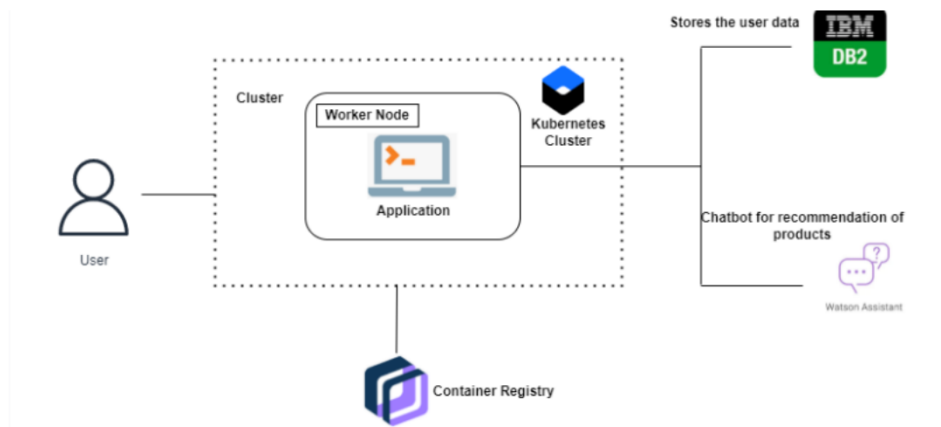 Stores the user data
IBM
DB2
Cluster
Worker Node
Kubernetes
Cluster
Application
User
Chatbot for recommendation of
products
Watson Assistant
Container Registry